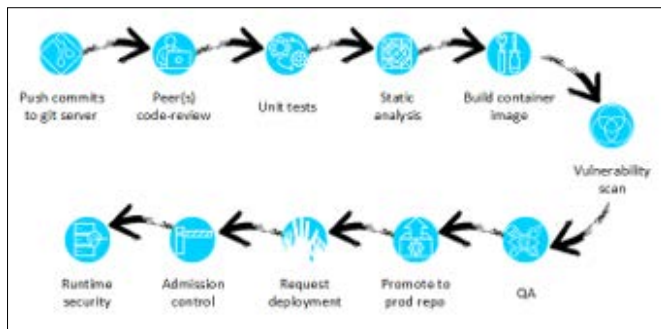 Push commits
to git server
Peer(s)
code-review
Unit tests
Static
analysis
Build container
image
Vulnerability
scan
QA
Promote to
prod repo
Request
deployment
Admission
control
Runtime
security